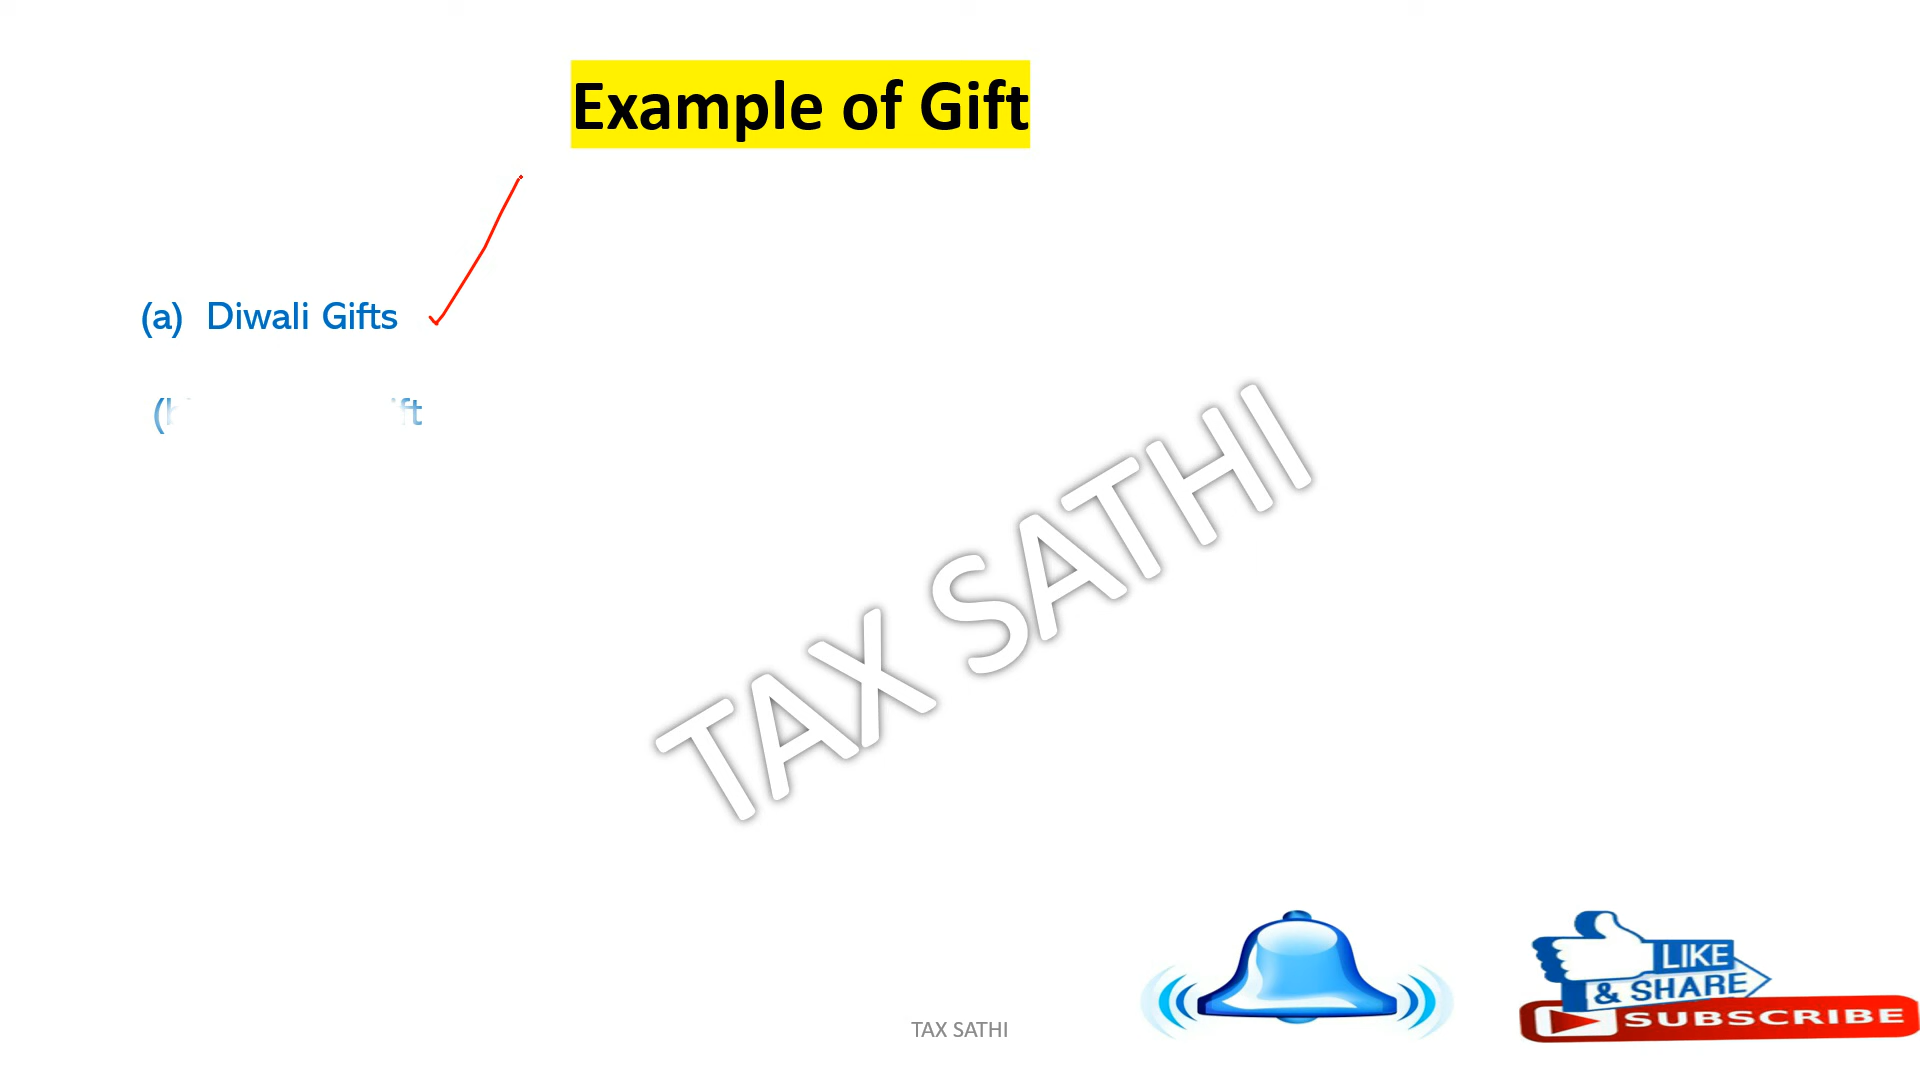 Example of Gift
(a) Diwali Gifts
TAX SATHI
LIKE
& SHARE
SUBSCRIBE
TAX SATHI